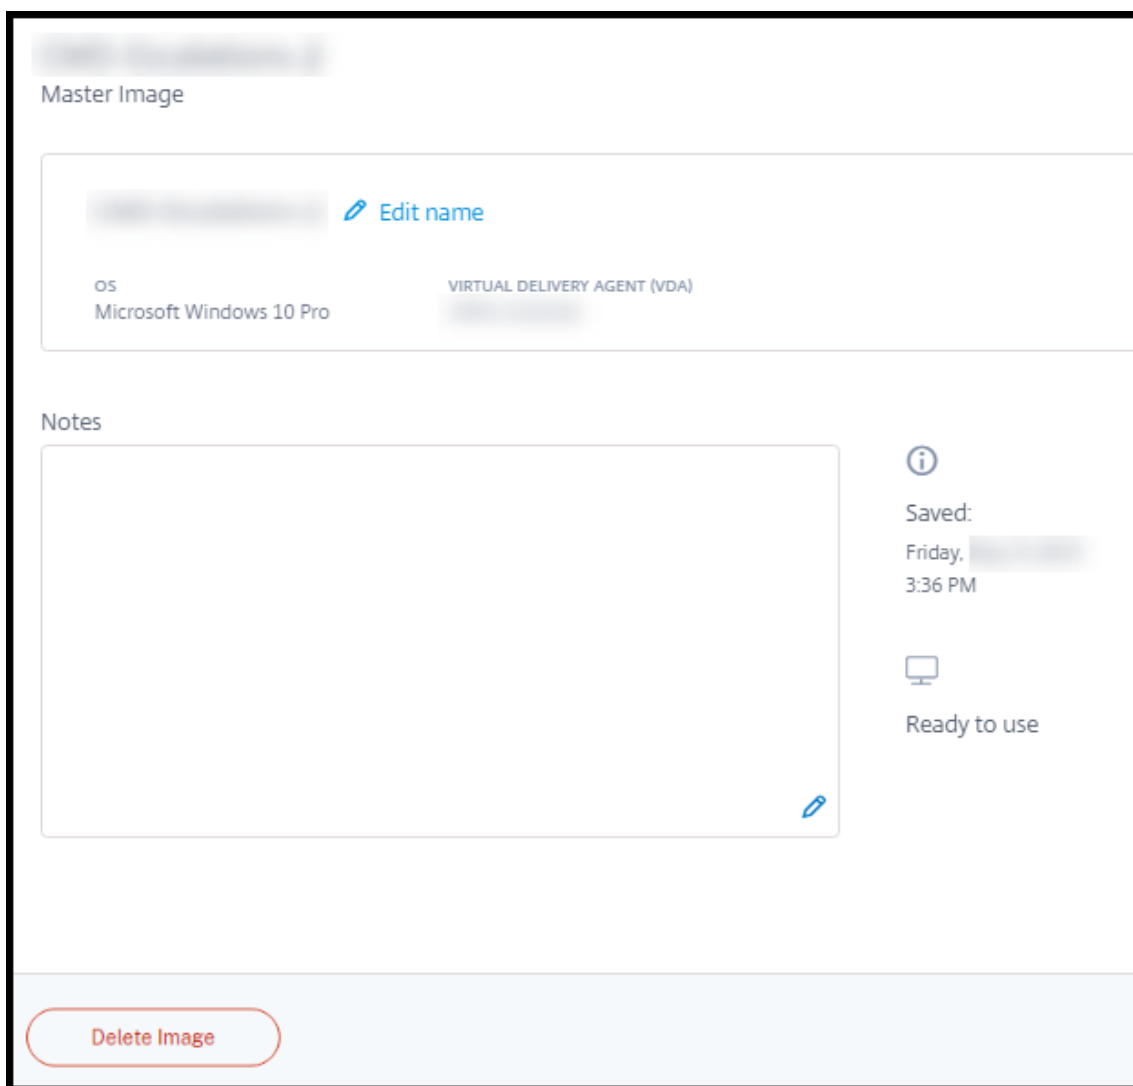 Master Image
Edit name
OS
VIRTUAL DELIVERY AGENT (VDA)
Microsoft Windows 10 Pro
Notes
Saved:
Friday,
3:36 PM
Ready to use
Delete Image